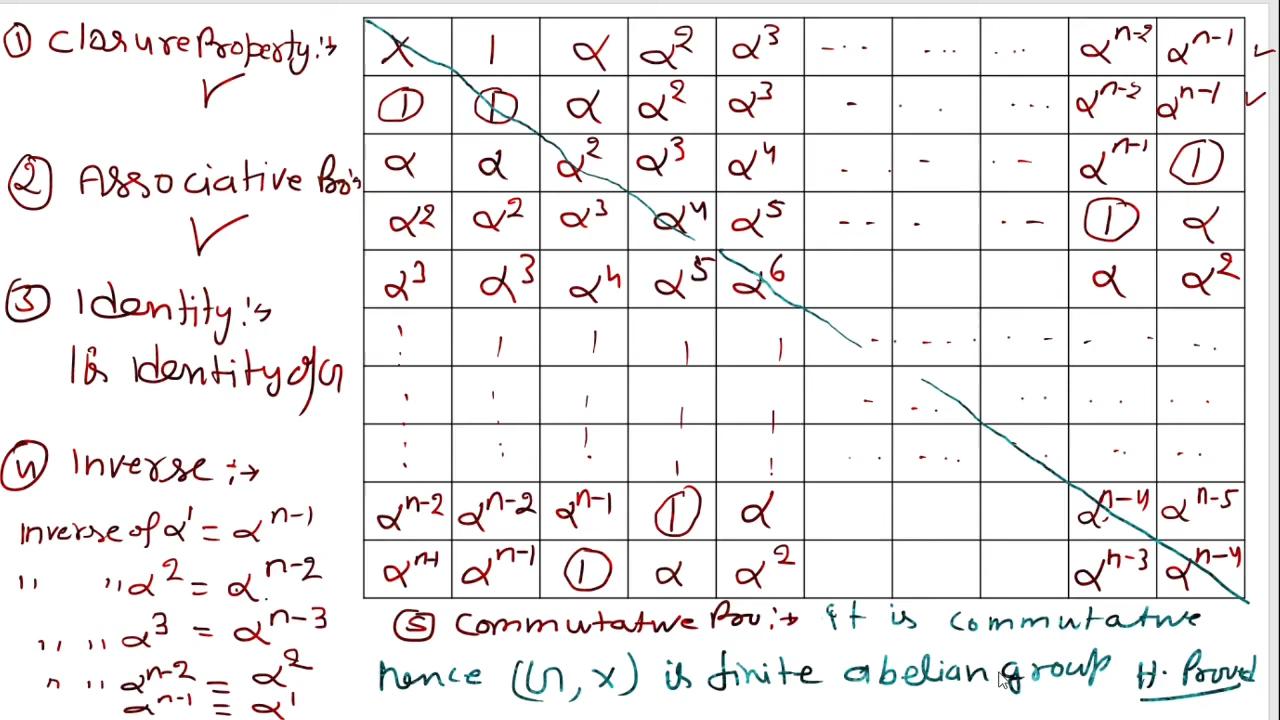 ① Closure Property :→
✓
② Associative Pro's
✓
③ Identity :→
1 is identity of G
④ Inverse :→
Inverse of α¹ = αⁿ⁻¹
" " α² = αⁿ⁻²
" " α³ = αⁿ⁻³
" " αⁿ⁻² = α²
αⁿ⁻¹ = α¹
× 1 α α² α³ --- ... ... αⁿ⁻² αⁿ⁻¹ ✓
① ① α α² α³ - . . ... αⁿ⁻² αⁿ⁻¹ ✓
α α α² α³ α⁴ - . - . - αⁿ⁻¹ ①
α² α² α³ α⁴ α⁵ -- . - . - - ① α
α³ α³ α⁴ α⁵ α⁶ α α²
αⁿ⁻² αⁿ⁻² αⁿ⁻¹ ① α αⁿ⁻⁴ αⁿ⁻⁵
αⁿ⁻¹ αⁿ⁻¹ ① α α² αⁿ⁻³ αⁿ⁻⁴
⑤ Commutative Pro :→ it is commutative
hence (G, ×) is finite abelian group H. Proved